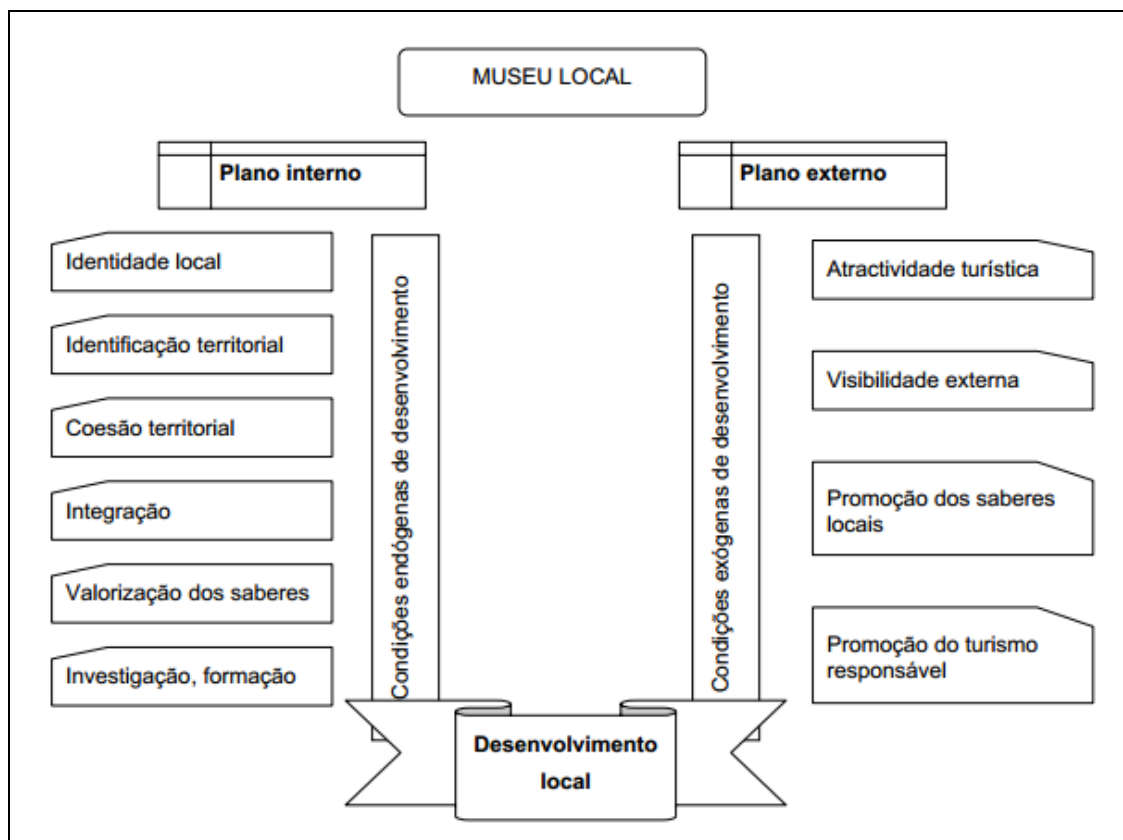 MUSEU LOCAL
Plano interno
Plano externo
Identidade local
Identificação territorial
Coesão territorial
Integração
Valorização dos saberes
Investigação, formação
Condições endógenas de desenvolvimento
Condições exógenas de desenvolvimento
Atractividade turística
Visibilidade externa
Promoção dos saberes
locais
Promoção do turismo
responsável
Desenvolvimento
local